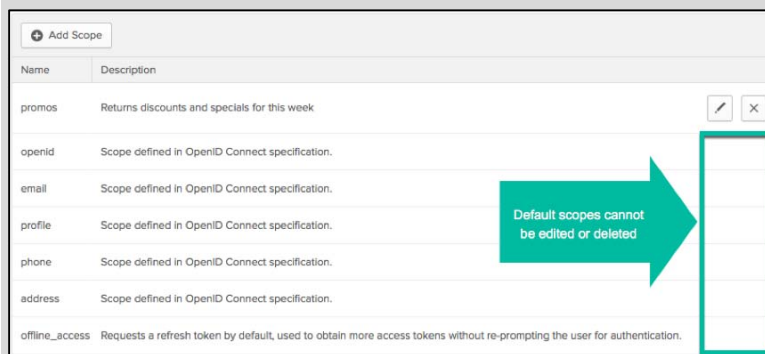 Add Scope
Name Description
promos Returns discounts and specials for this week
openid Scope defined in OpenID Connect specification.
email Scope defined in OpenID Connect specification.
profile Scope defined in OpenID Connect specification.
Default scopes cannot
be edited or deleted
phone Scope defined in OpenID Connect specification.
address Scope defined in OpenID Connect specification.
offline_access Requests a refresh token by default, used to obtain more access tokens without re-prompting the user for authentication.